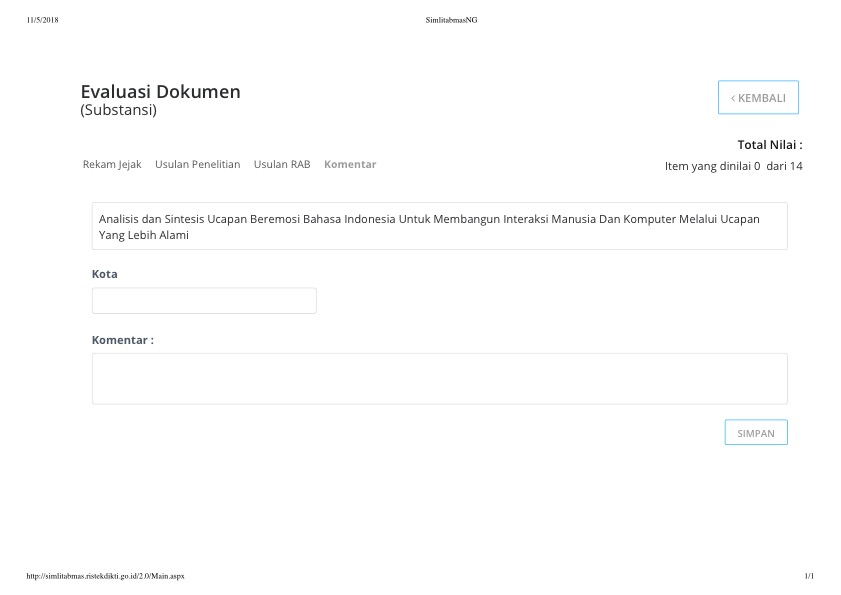 11/5/2018 SimlitabmasNG
Evaluasi Dokumen
(Substansi)
‹ KEMBALI
Total Nilai :
Rekam Jejak Usulan Penelitian Usulan RAB Komentar
Item yang dinilai 0 dari 14
Analisis dan Sintesis Ucapan Beremosi Bahasa Indonesia Untuk Membangun Interaksi Manusia Dan Komputer Melalui Ucapan
Yang Lebih Alami
Kota
Komentar :
SIMPAN
http://simlitabmas.ristekdikti.go.id/2.0/Main.aspx 1/1